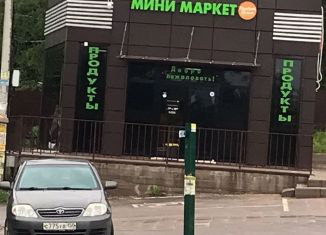 МИНИ МАРКЕТ
Добро
пожаловать!
ПРОДУКТЫ
ПРОДУКТЫ